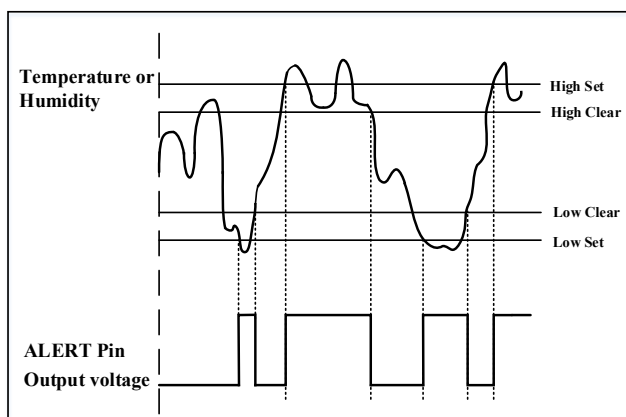 Temperature or
Humidity
High Set
High Clear
Low Clear
Low Set
ALERT Pin
Output voltage